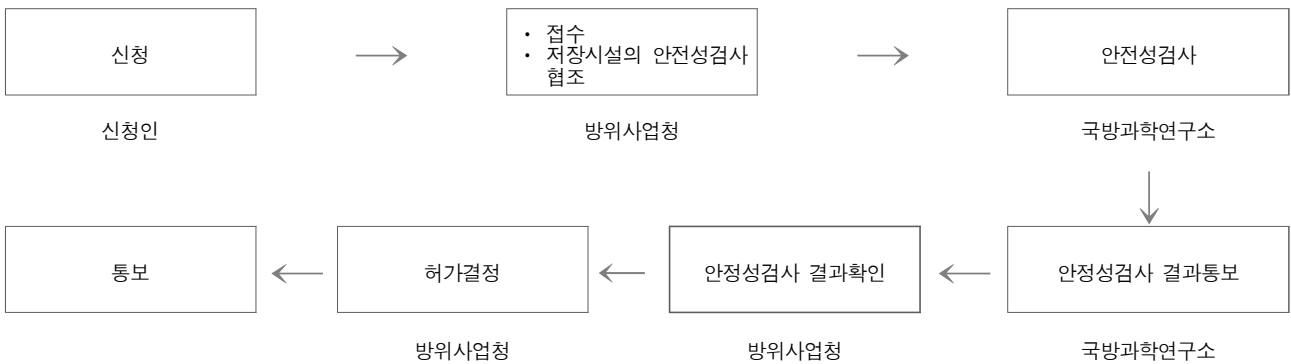 신청
• 접수
• 저장시설의 안전성검사
협조
안전성검사
신청인
방위사업청
국방과학연구소
통보
허가결정
안정성검사 결과확인
안정성검사 결과통보
방위사업청
방위사업청
국방과학연구소